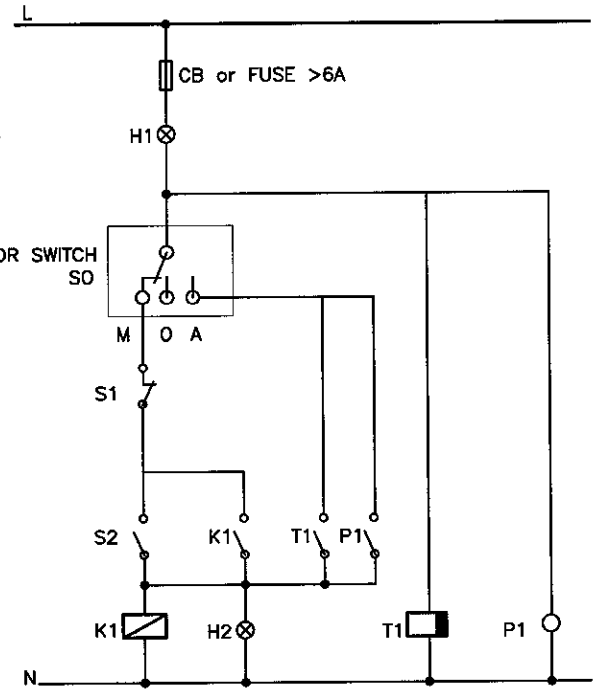 L
CB or FUSE >6A
H1
OR SWITCH
SO
M O A
S1
S2 K1 T1 P1
K1 H2 T1 P1
N